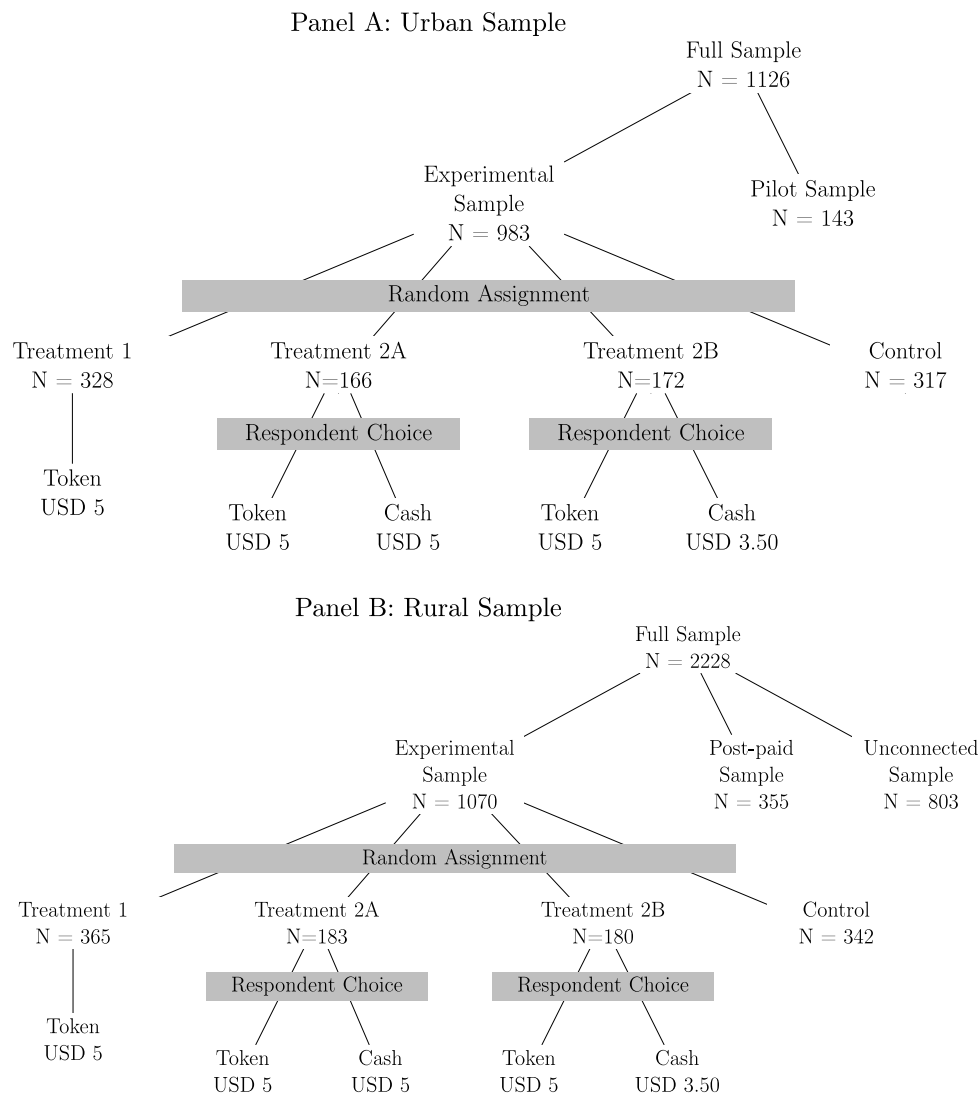 Panel A: Urban Sample
Full Sample
N = 1126
Experimental
Sample
N = 983
Pilot Sample
N = 143
Random Assignment
Treatment 1
N = 328
Treatment 2A
N=166
Treatment 2B
N=172
Control
N = 317
Respondent Choice
Respondent Choice
Token
USD 5
Token
USD 5
Cash
USD 5
Token
USD 5
Cash
USD 3.50
Panel B: Rural Sample
Full Sample
N = 2228
Experimental
Sample
N = 1070
Post-paid
Sample
N = 355
Unconnected
Sample
N = 803
Random Assignment
Treatment 1
N = 365
Treatment 2A
N=183
Treatment 2B
N=180
Control
N = 342
Respondent Choice
Respondent Choice
Token
USD 5
Token
USD 5
Cash
USD 5
Token
USD 5
Cash
USD 3.50